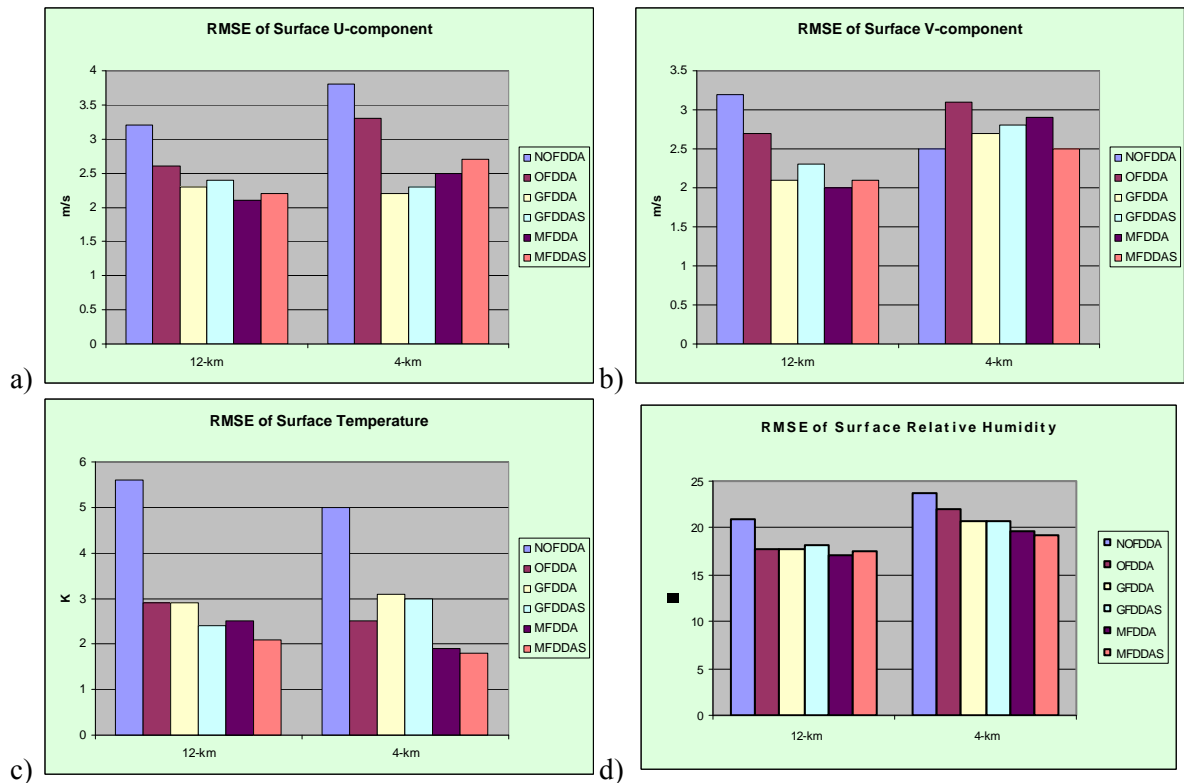 RMSE of Surface U-component
4
3.5
3
2.5
2
1.5
1
0.5
0
m/s
12-km
4-km
NOFDDA
OFDDA
GFDDA
GFDDAS
MFDDA
MFDDAS
a)
RMSE of Surface V-component
3.5
3
2.5
2
1.5
1
0.5
0
m/s
12-km
4-km
NOFDDA
OFDDA
GFDDA
GFDDAS
MFDDA
MFDDAS
b)
RMSE of Surface Temperature
6
5
4
3
2
1
0
K
12-km
4-km
NOFDDA
OFDDA
GFDDA
GFDDAS
MFDDA
MFDDAS
c)
RMSE of Surface Relative Humidity
25
20
15
10
5
0
12-km
4-km
NOFDDA
OFDDA
GFDDA
GFDDAS
MFDDA
MFDDAS
d)